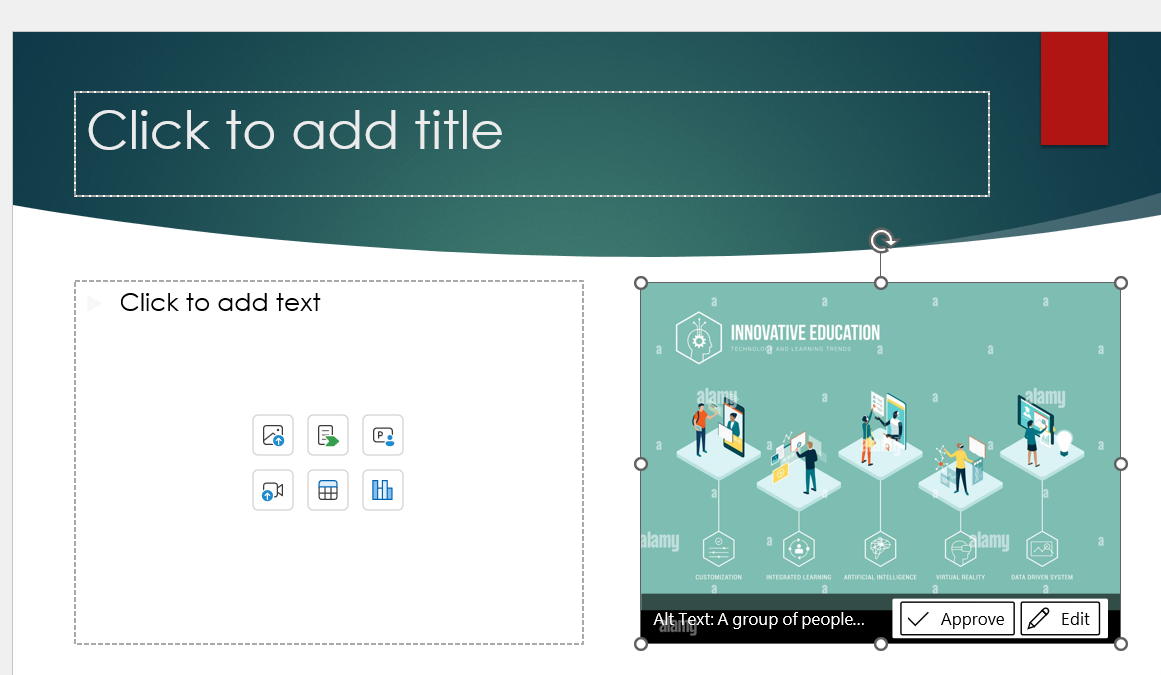 Click to add title
Click to add text
P
INNOVATIVE EDUCATION
TECHNOLOGY AND LEARNING TRENDS
alamy
alamy
alamy
alamy
CUSTOMIZATION
INTEGRATED LEARNING
ARTIFICIAL INTELLIGENCE
VIRTUAL REALITY
DATA DRIVEN SYSTEM
Alt Text: A group of people...
alamy
Approve
Edit